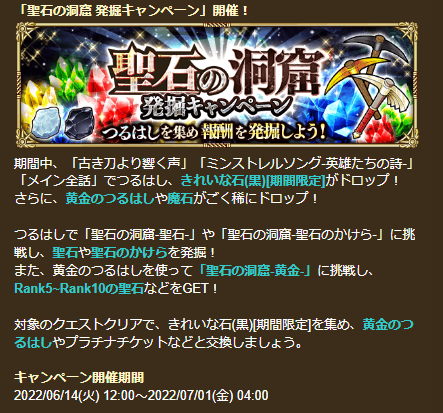 「聖石の洞窟 発掘キャンペーン」開催！
聖石の洞窟
発掘キャンペーン
つるはしを集め 報酬を発掘しよう！
期間中、「古き刀より響く声」「ミンストレルソング-英雄たちの詩-」
「メイン全話」でつるはし、きれいな石(黒)[期間限定]がドロップ！
さらに、黄金のつるはしや魔石がごく稀にドロップ！
つるはしで「聖石の洞窟-聖石-」や「聖石の洞窟-聖石のかけら-」に挑
戦し、聖石や聖石のかけらを発掘！
また、黄金のつるはしを使って「聖石の洞窟-黄金-」に挑戦し、
Rank5~Rank10の聖石などをGET！
対象のクエストクリアで、きれいな石(黒)[期間限定]を集め、黄金のつ
るはしやプラチナチケットなどと交換しましょう。
キャンペーン開催期間
2022/06/14(火) 12:00～2022/07/01(金) 04:00